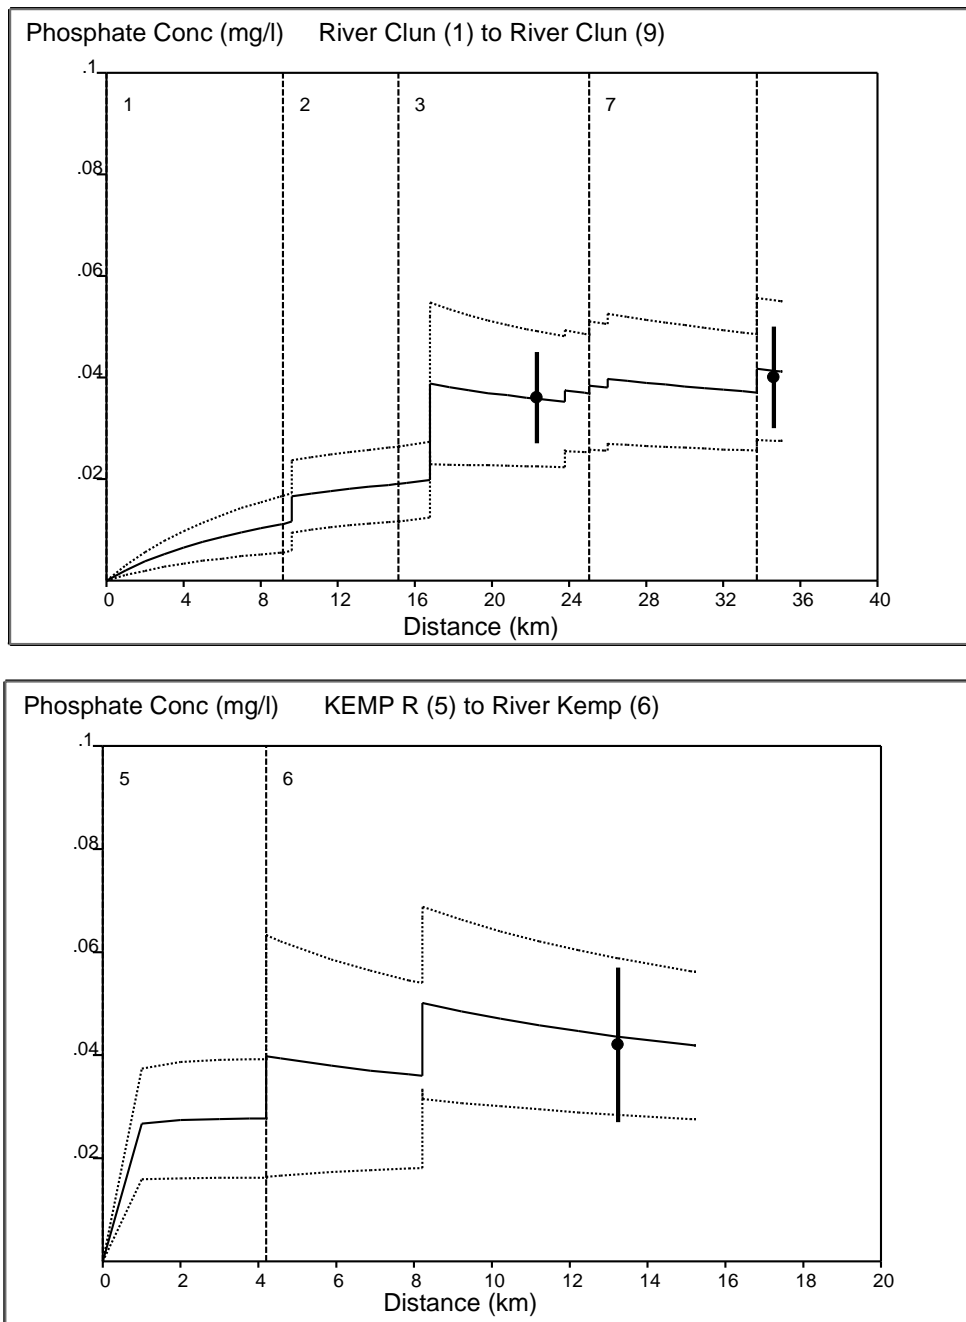 Phosphate Conc (mg/l) River Clun (1) to River Clun (9)
.1
1 2 3 7
.08
.06
.04
.02
0 4 8 12 16 20 24 28 32 36 40
Distance (km)
Phosphate Conc (mg/l) KEMP R (5) to River Kemp (6)
.1
5 6
.08
.06
.04
.02
0 2 4 6 8 10 12 14 16 18 20
Distance (km)